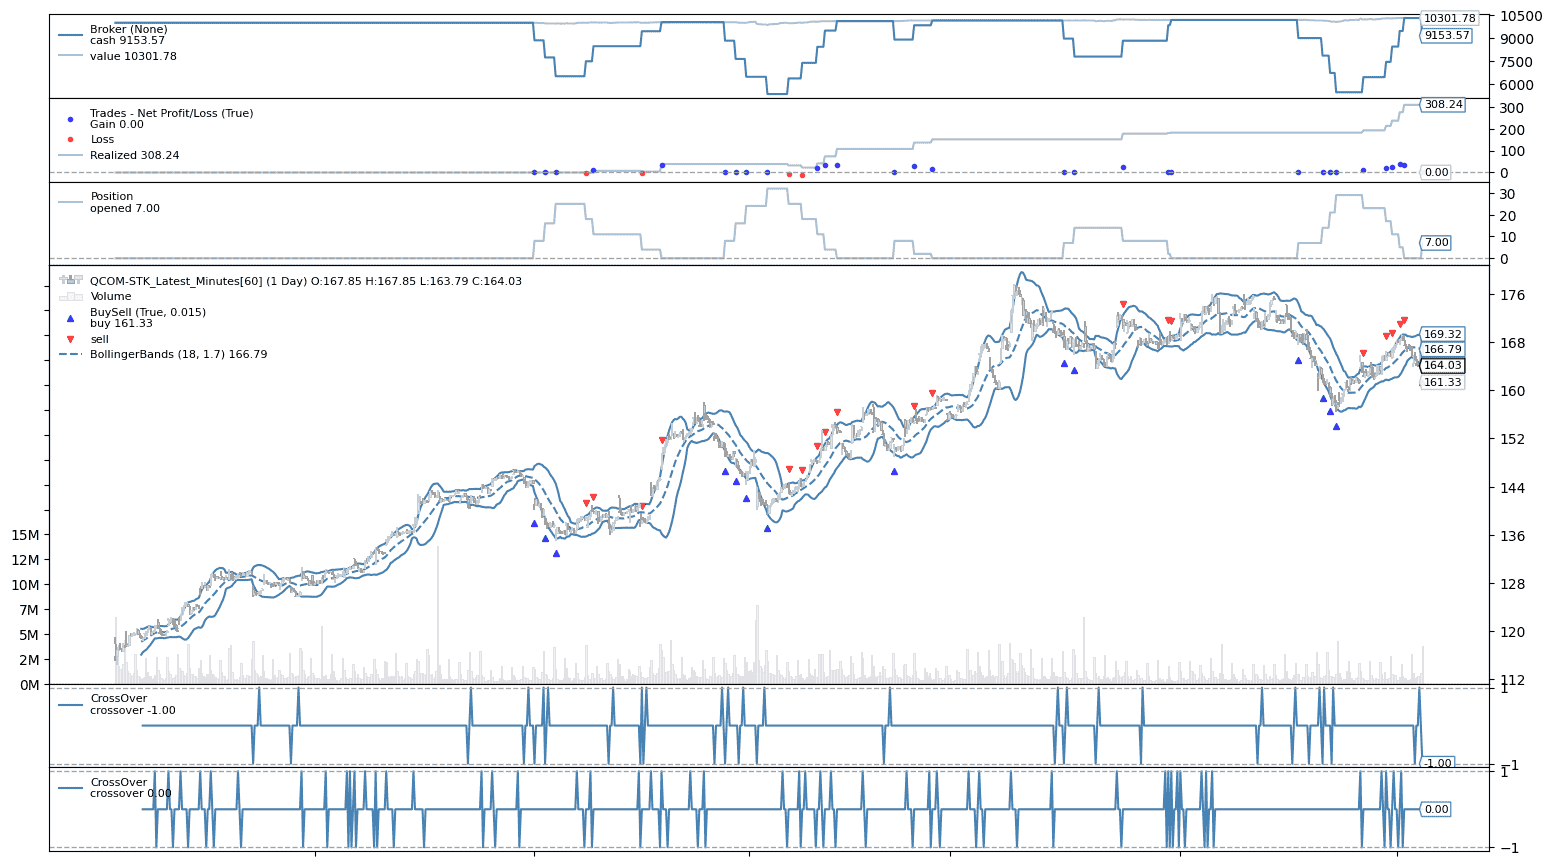 Broker (None)
cash 9153.57
value 10301.78
10301.78
9153.57
10500
9000
7500
6000
Trades - Net Profit/Loss (True)
Gain 0.00
Loss
Realized 308.24
308.24
0.00
300
200
100
0
Position
opened 7.00
7.00
30
20
10
0
QCOM-STK_Latest_Minutes[60] (1 Day) O:167.85 H:167.85 L:163.79 C:164.03
Volume
BuySell (True, 0.015)
buy 161.33
sell
BollingerBands (18, 1.7) 166.79
169.32
166.79
164.03
161.33
176
168
160
152
144
136
128
120
112
15M
12M
10M
7M
5M
2M
0M
CrossOver
crossover -1.00
1
-1.00
−1
CrossOver
crossover 0.00
1
0.00
−1